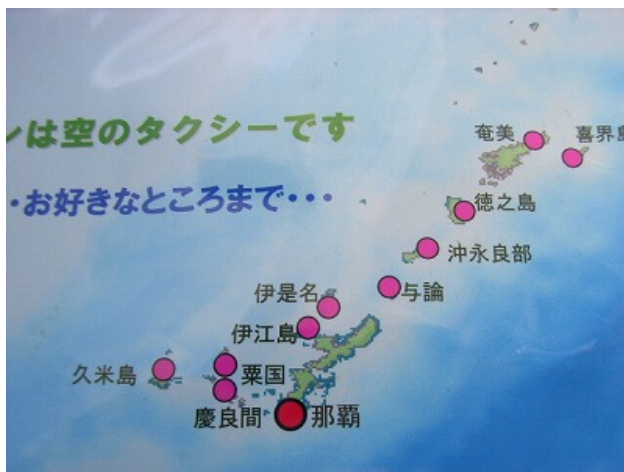 ンは空のタクシーです
・お好きなところまで・・・
奄美
喜界島
徳之島
沖永良部
与論
伊是名
伊江島
久米島
粟国
慶良間
那覇